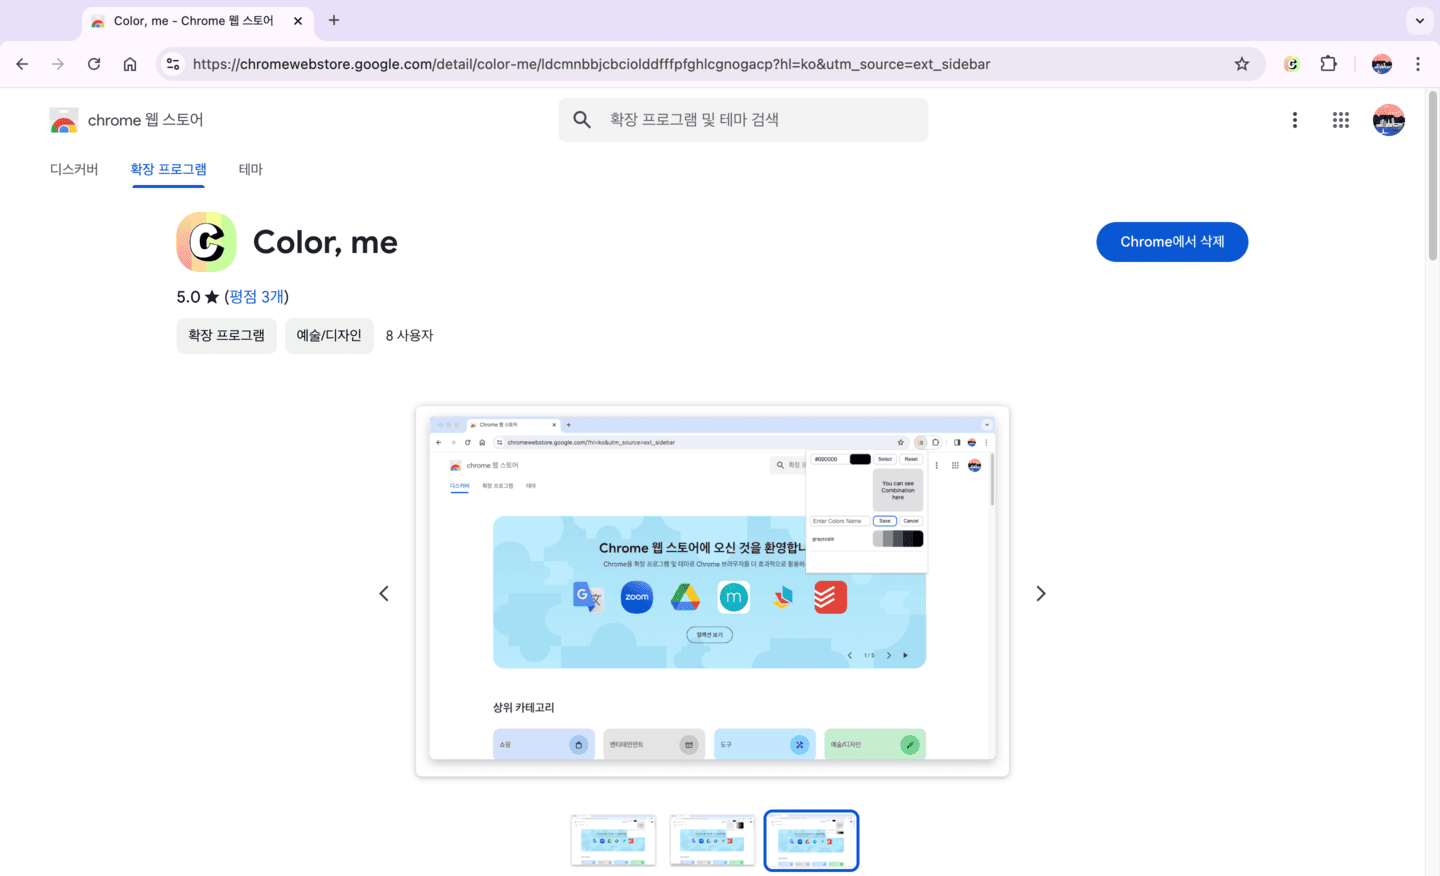 Color, me - Chrome 웹 스토어
https://chromewebstore.google.com/detail/color-me/ldcmnbbjcbciolddfffpfghlcgnogacp?hl=ko&utm_source=ext_sidebar
chrome 웹 스토어
확장 프로그램 및 테마 검색
디스커버 확장 프로그램 테마
Color, me
Chrome에서 삭제
5.0 ★ (평점 3개)
확장 프로그램 예술/디자인 8 사용자
Chrome 웹 스토어
chromewebstore.google.com/?hl=ko&utm_source=ext_sidebar
#000000 Select Reset
chrome 웹 스토어
확장
디스커버 확장 프로그램 테마
You can see
Combination
here
Enter Colors Name Save Cancel
grayscale
Chrome 웹 스토어에 오신 것을 환영합니
Chrome용 확장 프로그램 및 테마로 Chrome 브라우저를 더 효과적으로 활용하
zoom
m
컬렉션 보기
1 / 5
상위 카테고리
쇼핑 엔터테인먼트 도구 예술/디자인